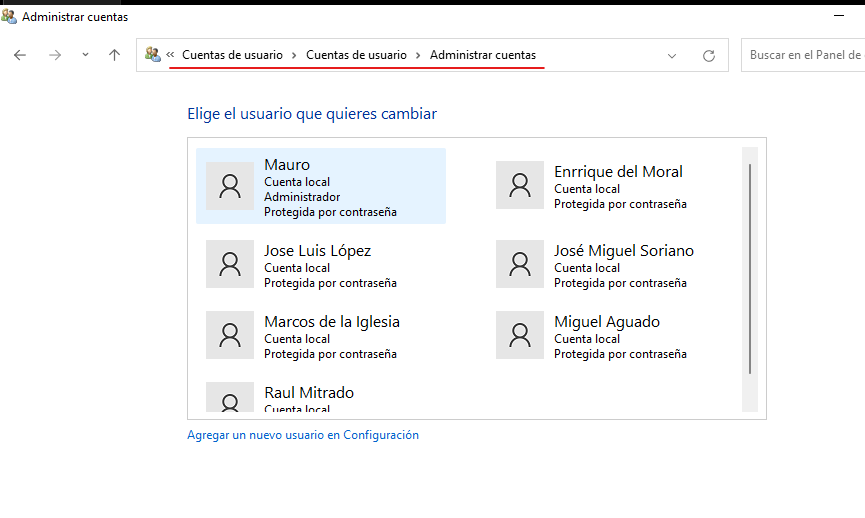 Administrar cuentas
« Cuentas de usuario > Cuentas de usuario > Administrar cuentas
Buscar en el Panel de
Elige el usuario que quieres cambiar
Mauro
Cuenta local
Administrador
Protegida por contraseña
Enrrique del Moral
Cuenta local
Protegida por contraseña
Jose Luis López
Cuenta local
Protegida por contraseña
José Miguel Soriano
Cuenta local
Protegida por contraseña
Marcos de la Iglesia
Cuenta local
Protegida por contraseña
Miguel Aguado
Cuenta local
Protegida por contraseña
Raul Mitrado
Cuenta local
Agregar un nuevo usuario en Configuración